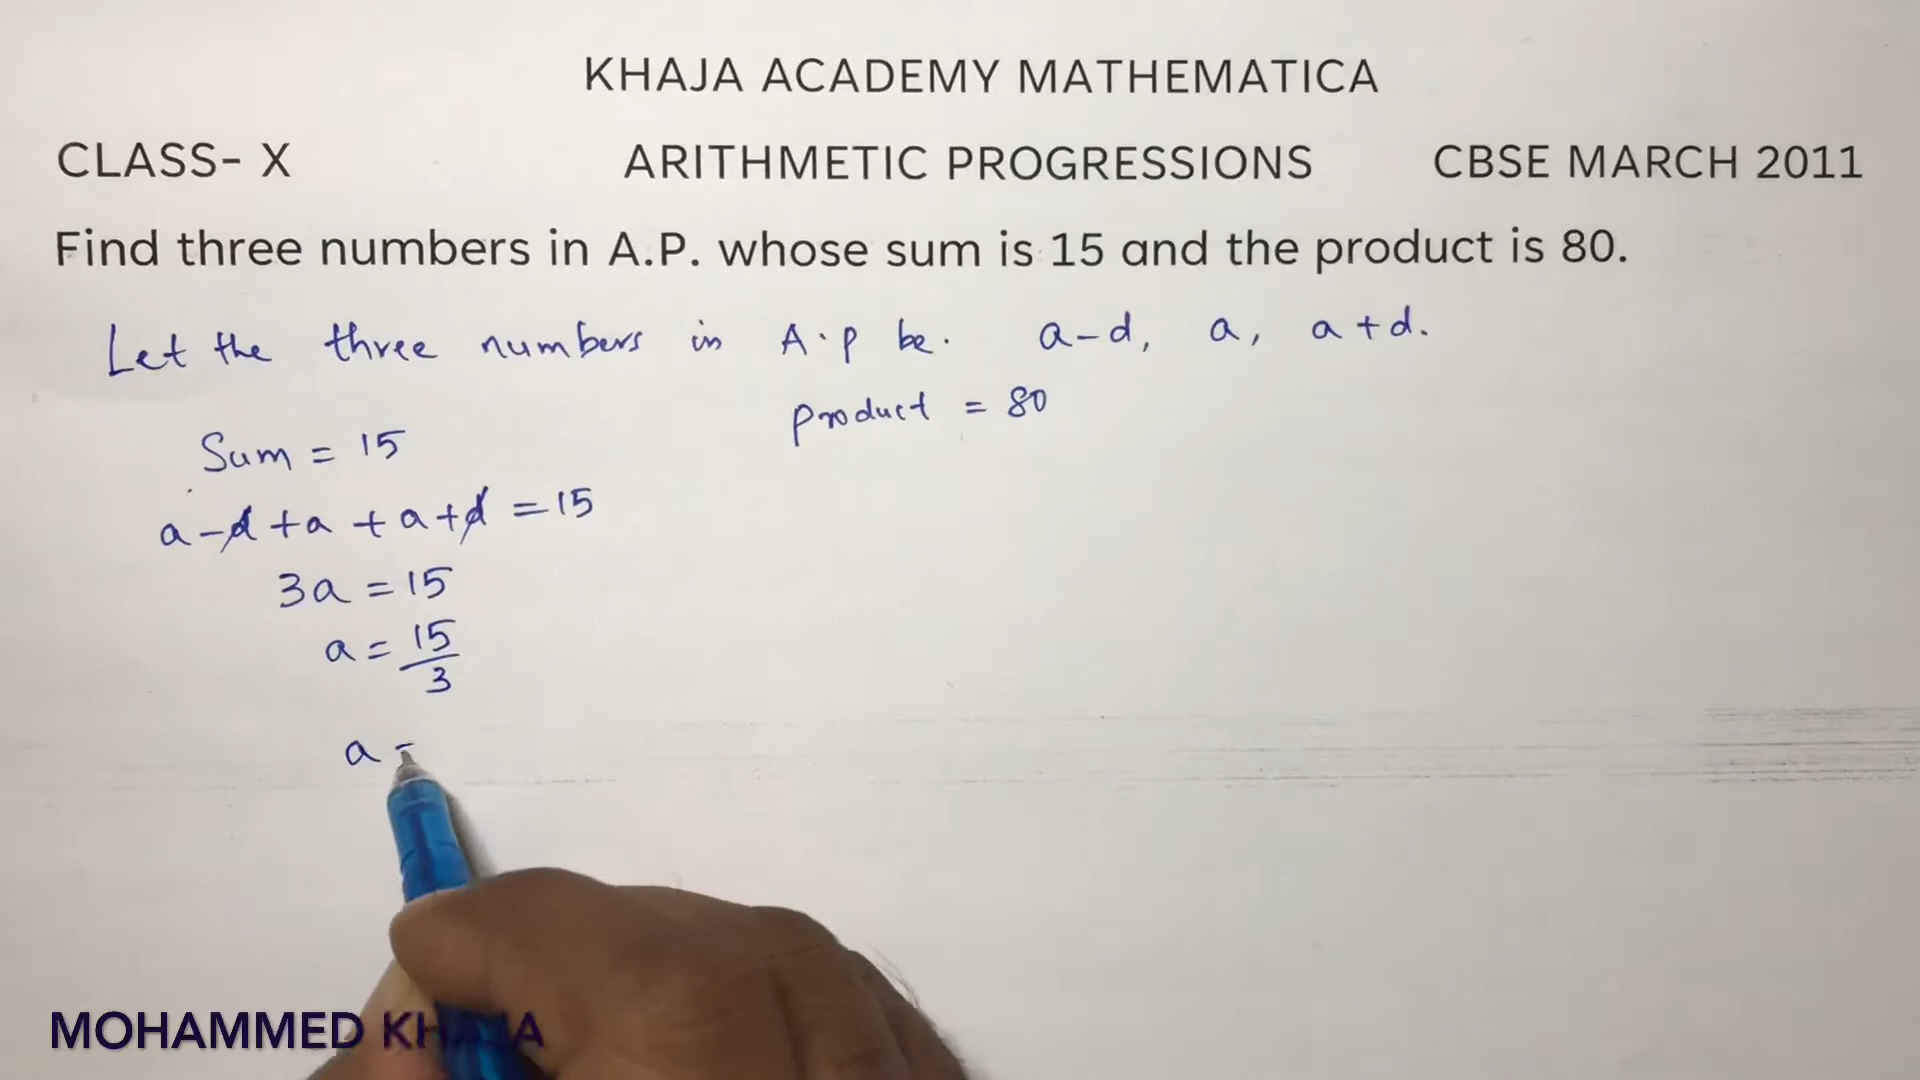 KHAJA ACADEMY MATHEMATICA
CLASS- X ARITHMETIC PROGRESSIONS CBSE MARCH 2011
Find three numbers in A.P. whose sum is 15 and the product is 80.
Let the three numbers in A.p be. a-d, a, a+d.
product = 80
Sum = 15
a-d+a+a+d=15
3a=15
a=15/3
a=
MOHAMMED KHAJA